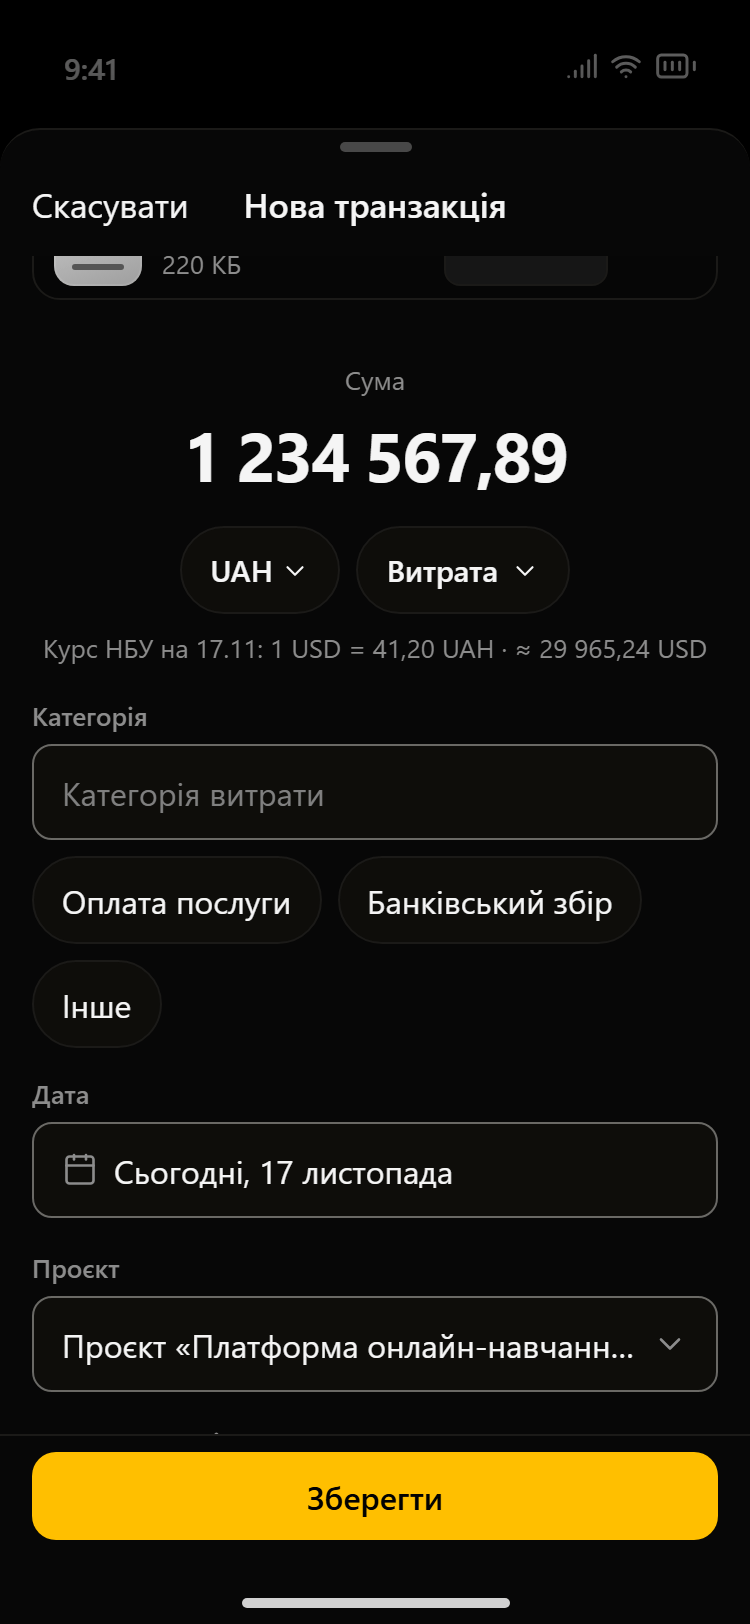 9:41
Скасувати
Нова транзакція
220 КБ
Сума
1 234 567,89
UAH
Витрата
Курс НБУ на 17.11: 1 USD = 41,20 UAH · ≈ 29 965,24 USD
Категорія
Категорія витрати
Оплата послуги
Банківський збір
Інше
Дата
Сьогодні, 17 листопада
Проєкт
Проєкт «Платформа онлайн-навчанн...
Зберегти